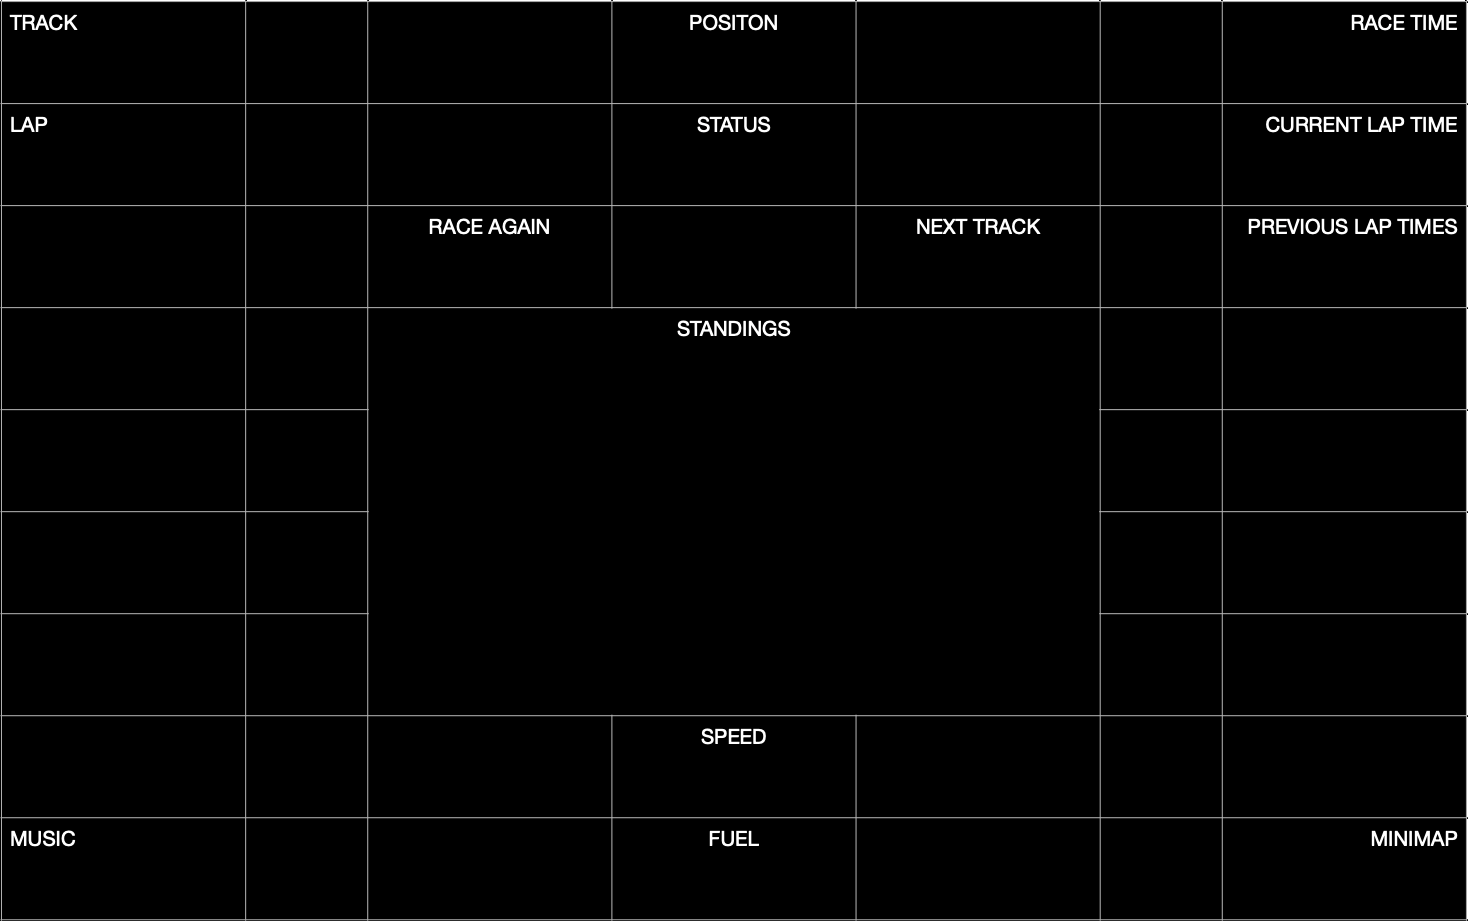 TRACK
POSITON
RACE TIME
LAP
STATUS
CURRENT LAP TIME
RACE AGAIN
NEXT TRACK
PREVIOUS LAP TIMES
STANDINGS
SPEED
MUSIC
FUEL
MINIMAP